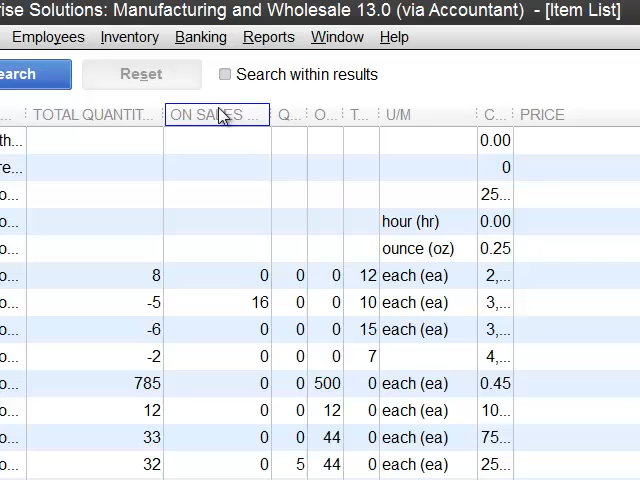 rise Solutions: Manufacturing and Wholesale 13.0 (via Accountant) - [Item List]
Employees Inventory Banking Reports Window Help
earch Reset Search within results
... TOTAL QUANTIT... ON SALES ... Q... O... T... U/M C... PRICE
th... 0.00
re... 0
o... 25...
o... hour (hr) 0.00
o... ounce (oz) 0.25
o... 8 0 0 0 12 each (ea) 2,...
o... -5 16 0 0 10 each (ea) 3,...
o... -6 0 0 0 15 each (ea) 3,...
o... -2 0 0 0 7 4,...
o... 785 0 0 500 0 each (ea) 0.45
o... 12 0 0 12 0 each (ea) 10...
o... 33 0 0 44 0 each (ea) 75...
o... 32 0 5 44 0 each (ea) 25...